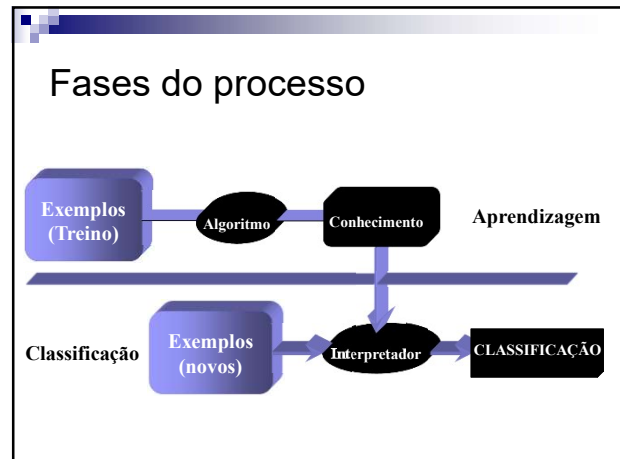 Fases do processo
Exemplos
(Treino)
Algoritmo
Conhecimento
Aprendizagem
Classificação
Exemplos
(novos)
Interpretador
CLASSIFICAÇÃO